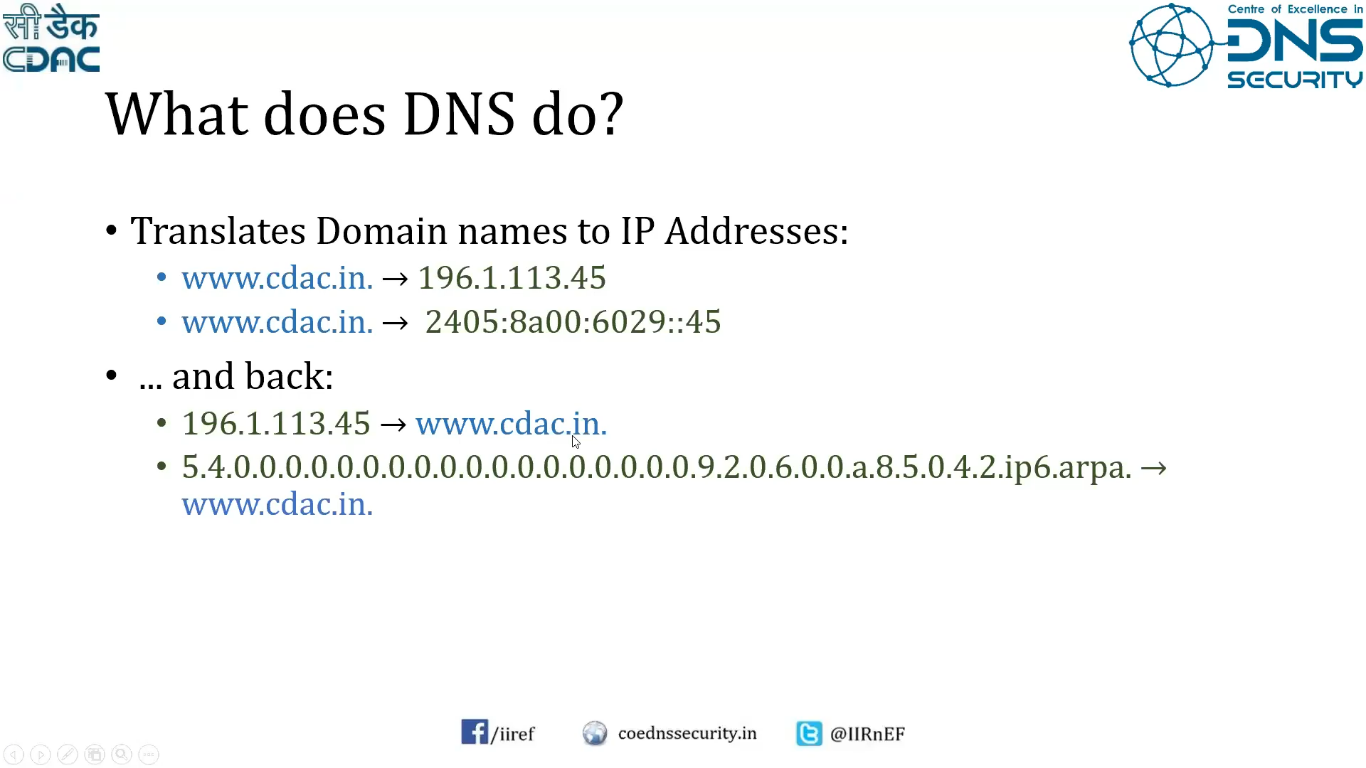 सी डैक
CDAC
Centre of Excellence in
DNS
SECURITY
What does DNS do?
• Translates Domain names to IP Addresses:
• www.cdac.in. → 196.1.113.45
• www.cdac.in. → 2405:8a00:6029::45
• ... and back:
• 196.1.113.45 → www.cdac.in.
• 5.4.0.0.0.0.0.0.0.0.0.0.0.0.0.0.0.0.0.0.9.2.0.6.0.0.a.8.5.0.4.2.ip6.arpa. →
www.cdac.in.
/iiref
coednssecurity.in
@IIRnEF